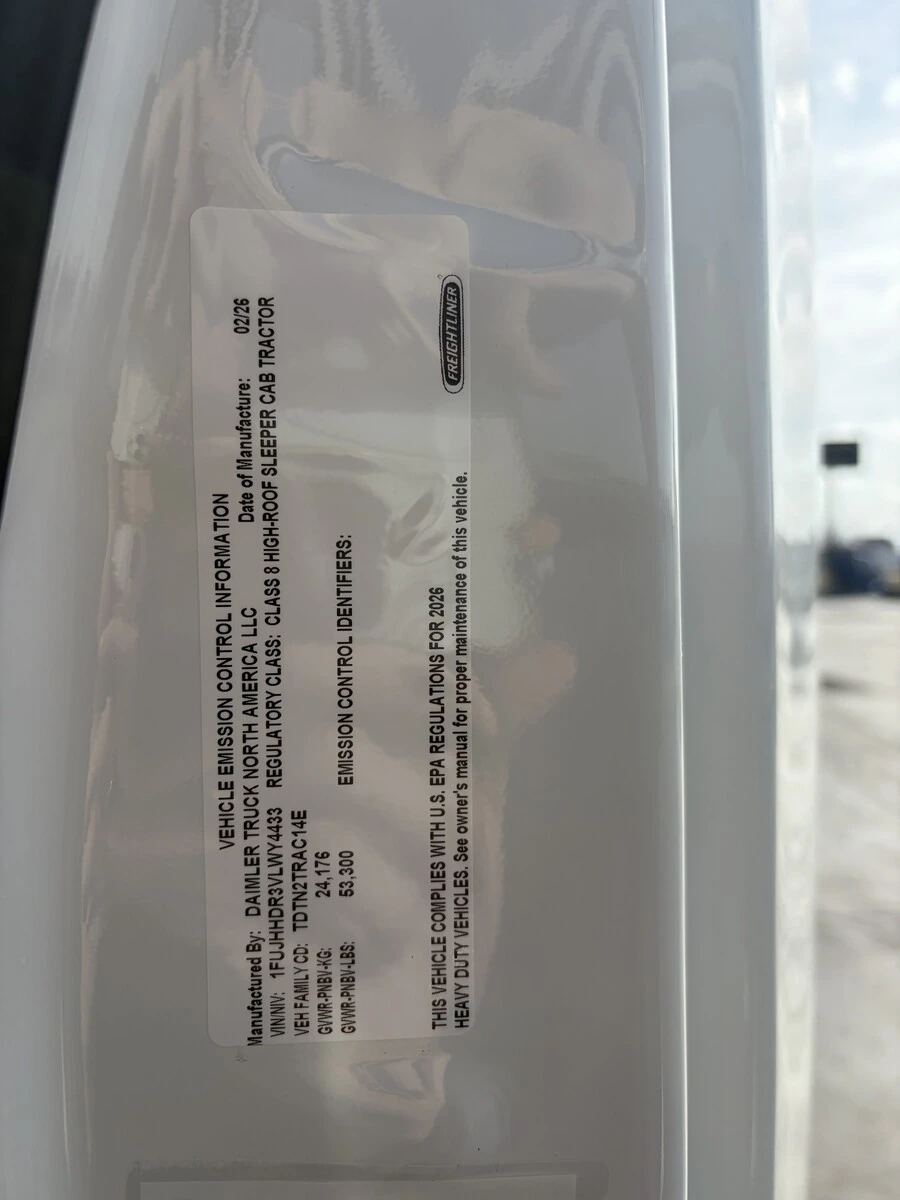 VEHICLE EMISSION CONTROL INFORMATION
Manufactured By: DAIMLER TRUCK NORTH AMERICA LLC Date of Manufacture: 02/26
VIN/NIV: 1FUJHHDR3VLWY4433 REGULATORY CLASS: CLASS 8 HIGH-ROOF SLEEPER CAB TRACTOR
VEH FAMILY CD: TDTN2TRAC14E
GVWR-PNBV-KG: 24,176
GVWR-PNBV-LBS: 53,300 EMISSION CONTROL IDENTIFIERS:
THIS VEHICLE COMPLIES WITH U.S. EPA REGULATIONS FOR 2026
HEAVY DUTY VEHICLES. See owner's manual for proper maintenance of this vehicle.
FREIGHTLINER